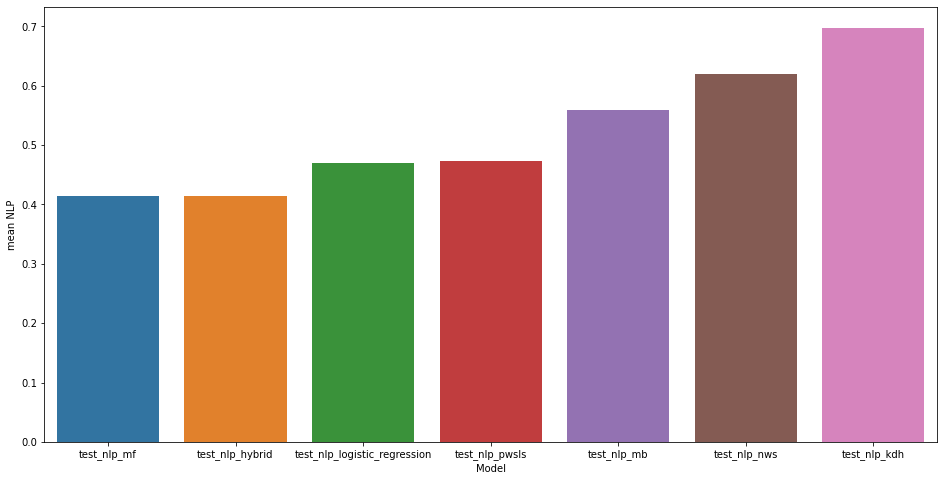 0.7
0.6
0.5
0.4
0.3
0.2
0.1
0.0
mean NLP
test_nlp_mf
test_nlp_hybrid
test_nlp_logistic_regression
test_nlp_pwsls
test_nlp_mb
test_nlp_nws
test_nlp_kdh
Model